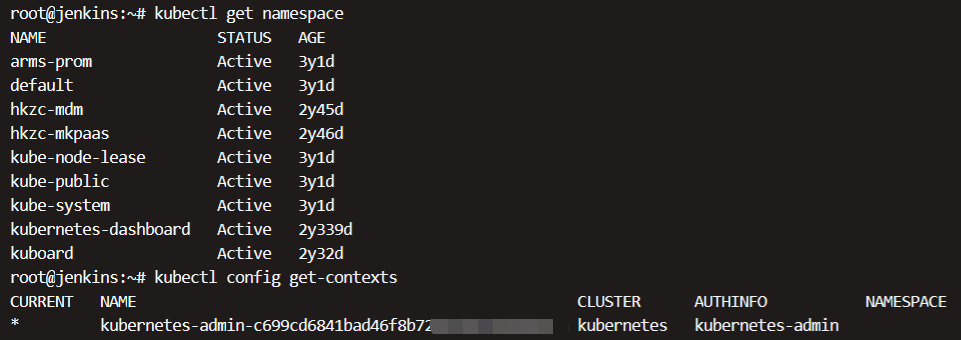 root@jenkins:~# kubectl get namespace
NAME STATUS AGE
arms-prom Active 3y1d
default Active 3y1d
hkzc-mdm Active 2y45d
hkzc-mkpaas Active 2y46d
kube-node-lease Active 3y1d
kube-public Active 3y1d
kube-system Active 3y1d
kubernetes-dashboard Active 2y339d
kuboard Active 2y32d
root@jenkins:~# kubectl config get-contexts
CURRENT NAME CLUSTER AUTHINFO NAMESPACE
* kubernetes-admin-c699cd6841bad46f8b72 kubernetes kubernetes-admin